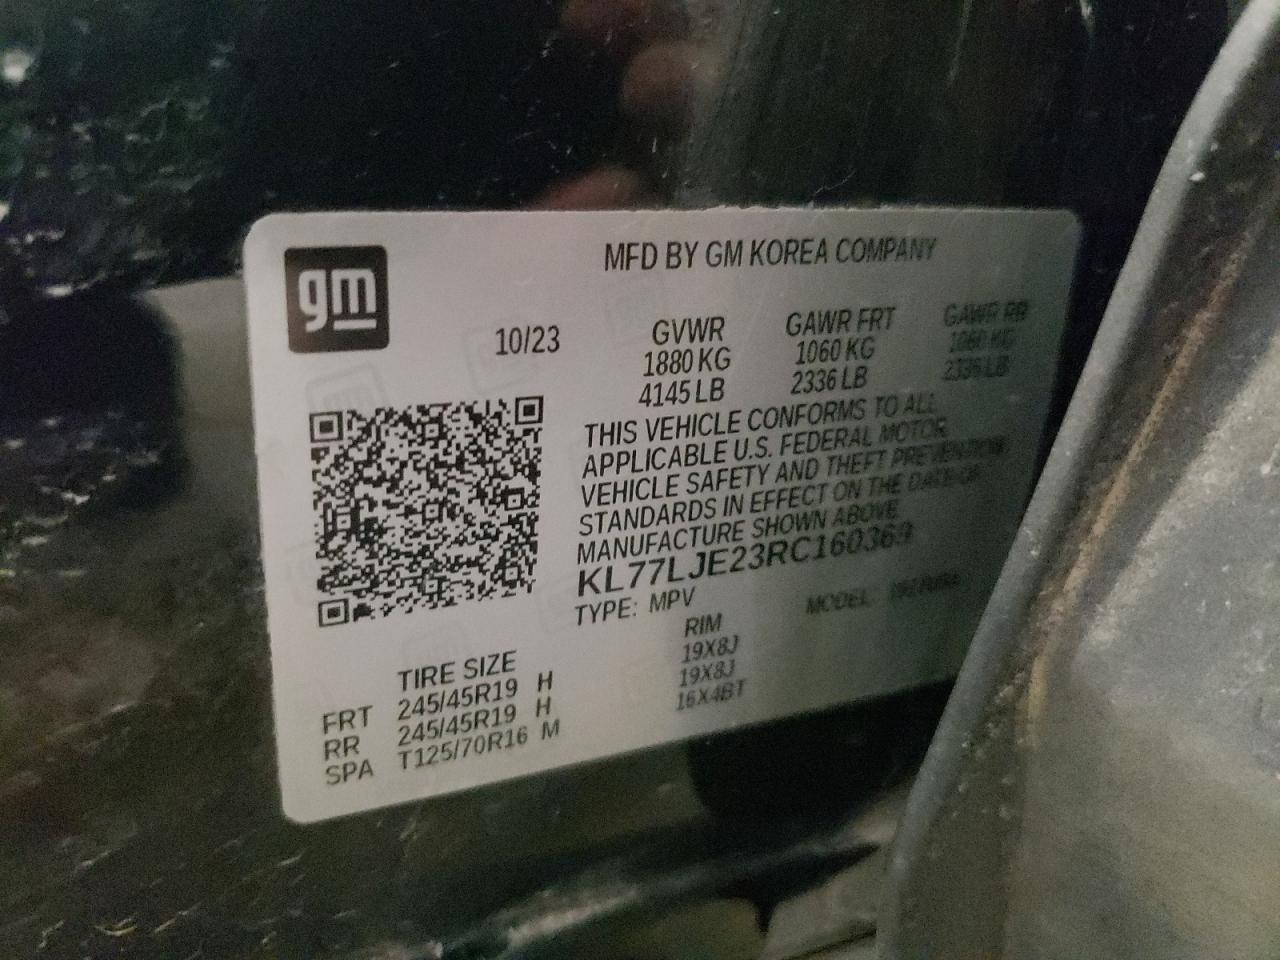 gm
MFD BY GM KOREA COMPANY
10/23
GVWR GAWR FRT GAWR RR
1880 KG 1060 KG 1060 KG
4145 LB 2336 LB 2336 LB
THIS VEHICLE CONFORMS TO ALL
APPLICABLE U.S. FEDERAL MOTOR
VEHICLE SAFETY AND THEFT PREVENTION
STANDARDS IN EFFECT ON THE DATE OF
MANUFACTURE SHOWN ABOVE
KL77LJE23RC160369
TYPE: MPV MODEL:
TIRE SIZE RIM
FRT 245/45R19 H 19X8J
RR 245/45R19 H 19X8J
SPA T125/70R16 M 16X4BT